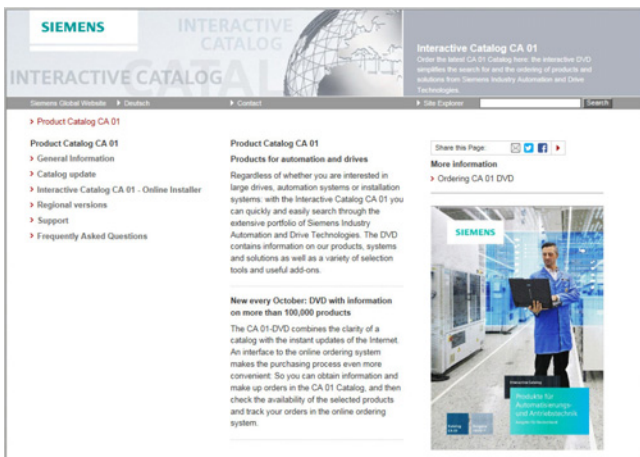 SIEMENS
INTERACTIVE
CATALOG
CATALOG
INTERACTIVE CATALOG
Interactive Catalog CA 01
Order the latest CA 01 Catalog here: the interactive DVD
simplifies the search for and the ordering of products and
solutions from Siemens Industry Automation and Drive
Technologies.
Siemens Global Website
Deutsch
Contact
Site Explorer
Search
Product Catalog CA 01
Product Catalog CA 01
General Information
Catalog update
Interactive Catalog CA 01 - Online Installer
Regional versions
Support
Frequently Asked Questions
Product Catalog CA 01
Products for automation and drives
Regardless of whether you are interested in
large drives, automation systems or installation
systems: with the Interactive Catalog CA 01 you
can quickly and easily search through the
extensive portfolio of Siemens Industry
Automation and Drive Technologies. The DVD
contains information on our products, systems
and solutions as well as a variety of selection
tools and useful add-ons.
New every October: DVD with information
on more than 100,000 products
The CA 01-DVD combines the clarity of a
catalog with the instant updates of the Internet.
An interface to the online ordering system
makes the purchasing process even more
convenient: So you can obtain information and
make up orders in the CA 01 Catalog, and then
check the availability of the selected products
and track your orders in the online ordering
system.
Share this Page:
More information
Ordering CA 01 DVD
SIEMENS
Interactive Catalog
Produkte für
Automatisierungs-
und Antriebstechnik
Katalog
CA 01